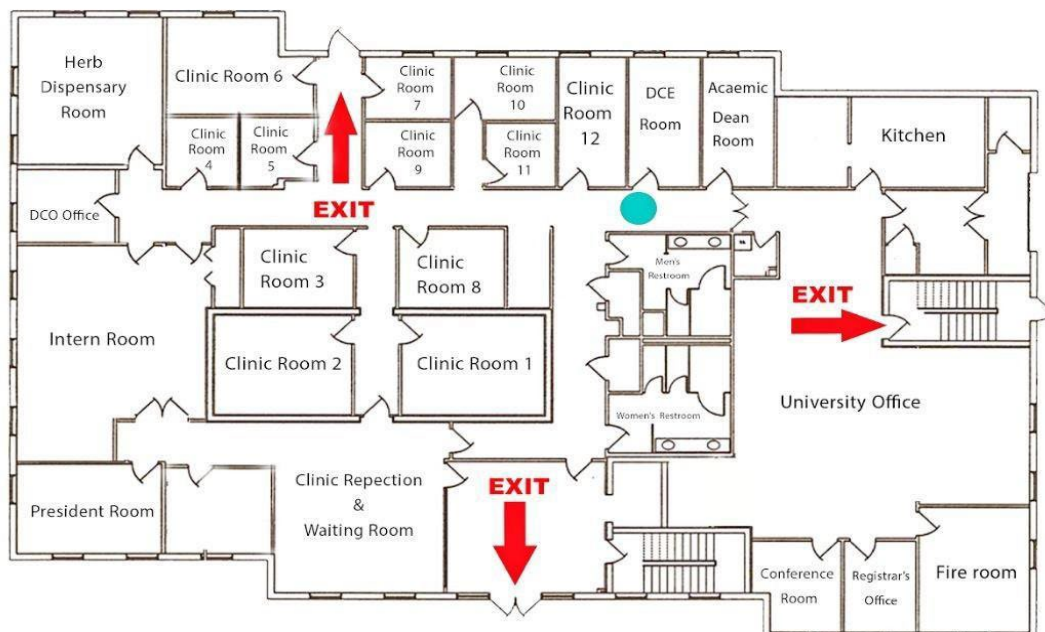 Herb
Dispensary
Room
Clinic Room 6
Clinic
Room
7
Clinic
Room
10
Clinic
Room
12
DCE
Room
Acaemic
Dean Room
Kitchen
Clinic
Room
4
Clinic
Room
5
Clinic
Room
9
Clinic
Room
11
DCO Office
EXIT
Clinic
Room 3
Clinic
Room 8
Men's
Restroom
EXIT
Intern Room
Clinic Room 2
Clinic Room 1
University Office
Women's Restroom
President Room
Clinic Repection
&
Waiting Room
EXIT
Conference
Room
Registrar's
Office
Fire room